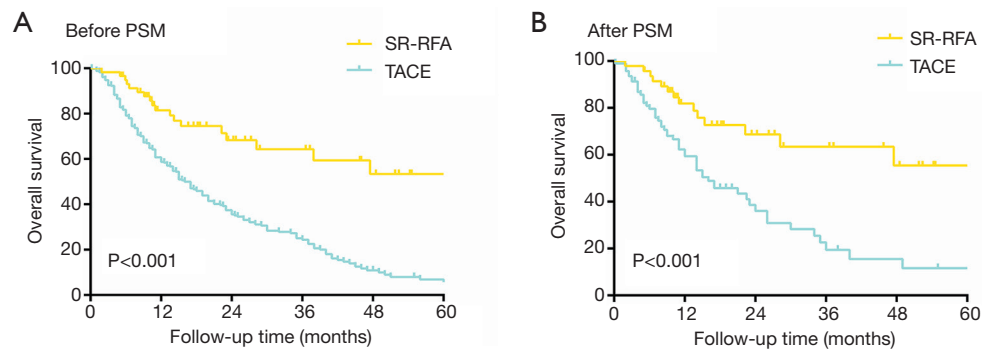 A
Before PSM
SR-RFA
TACE
100
80
60
40
20
0
Overall survival
P<0.001
0 12 24 36 48 60
Follow-up time (months)
B
After PSM
SR-RFA
TACE
100
80
60
40
20
0
Overall survival
P<0.001
0 12 24 36 48 60
Follow-up time (months)